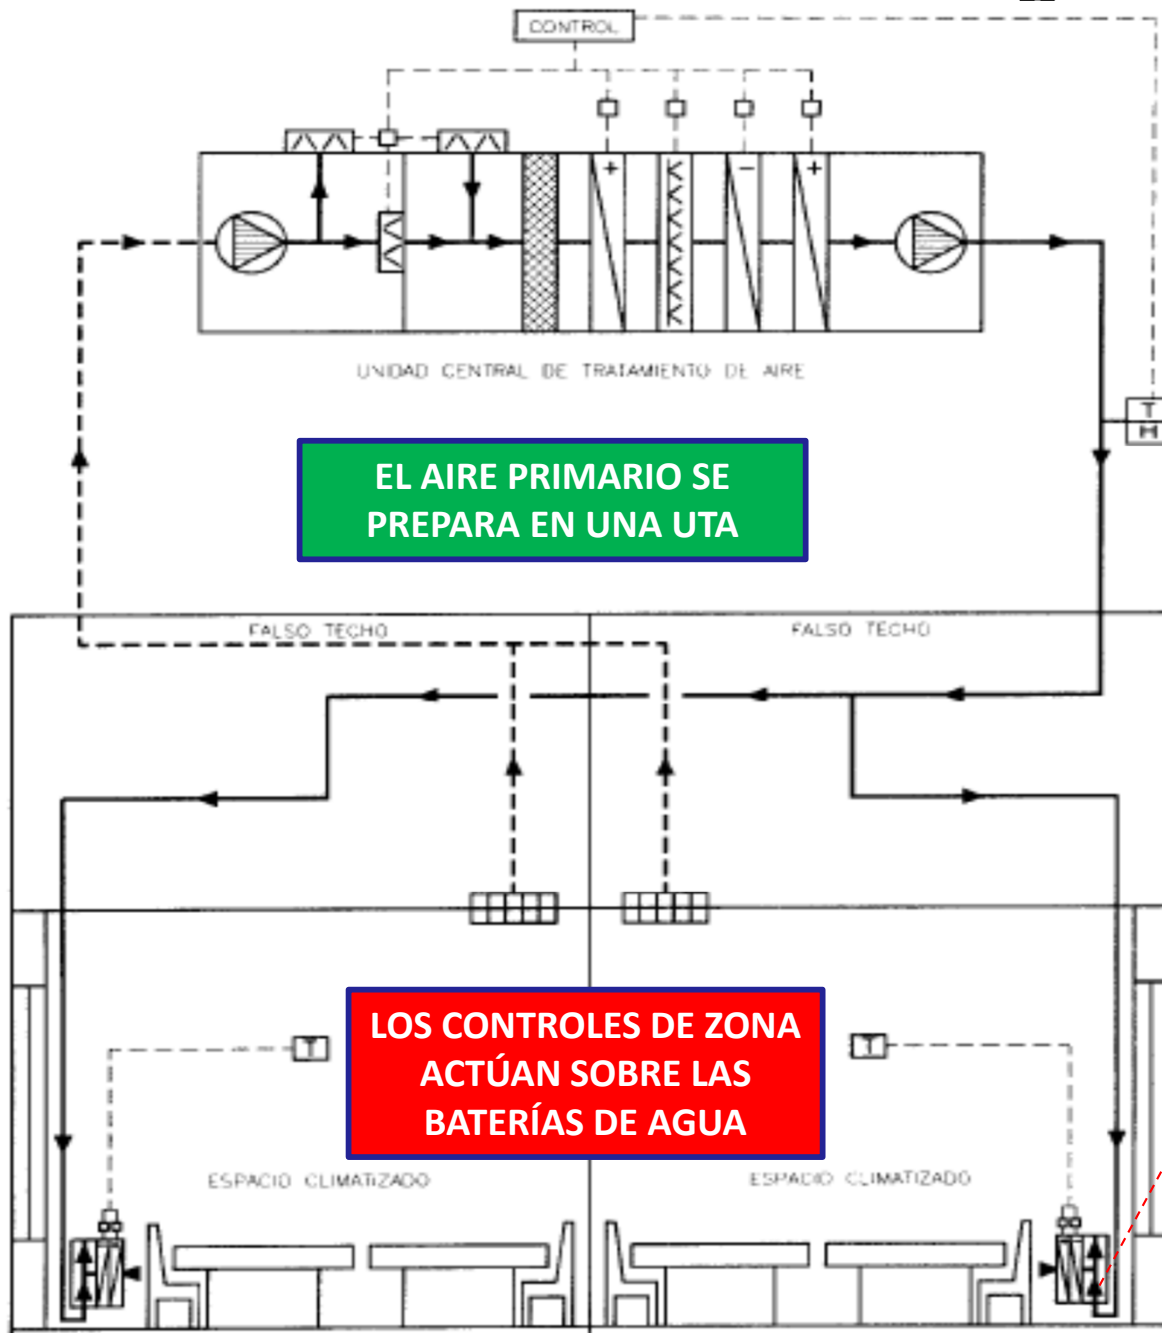 CONTROL
+ - +
UNIDAD CENTRAL DE TRATAMIENTO DE AIRE
T
H
EL AIRE PRIMARIO SE
PREPARA EN UNA UTA
FALSO TECHO
FALSO TECHO
T
LOS CONTROLES DE ZONA
ACTÚAN SOBRE LAS
BATERÍAS DE AGUA
T
ESPACIO CLIMATIZADO
ESPACIO CLIMATIZADO